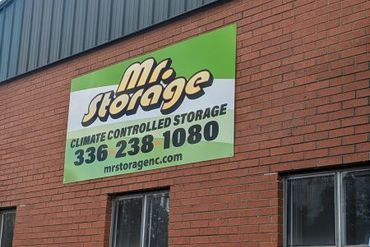 Mr.
Storage
CLIMATE CONTROLLED STORAGE
336-238-1080
mrstoragenc.com